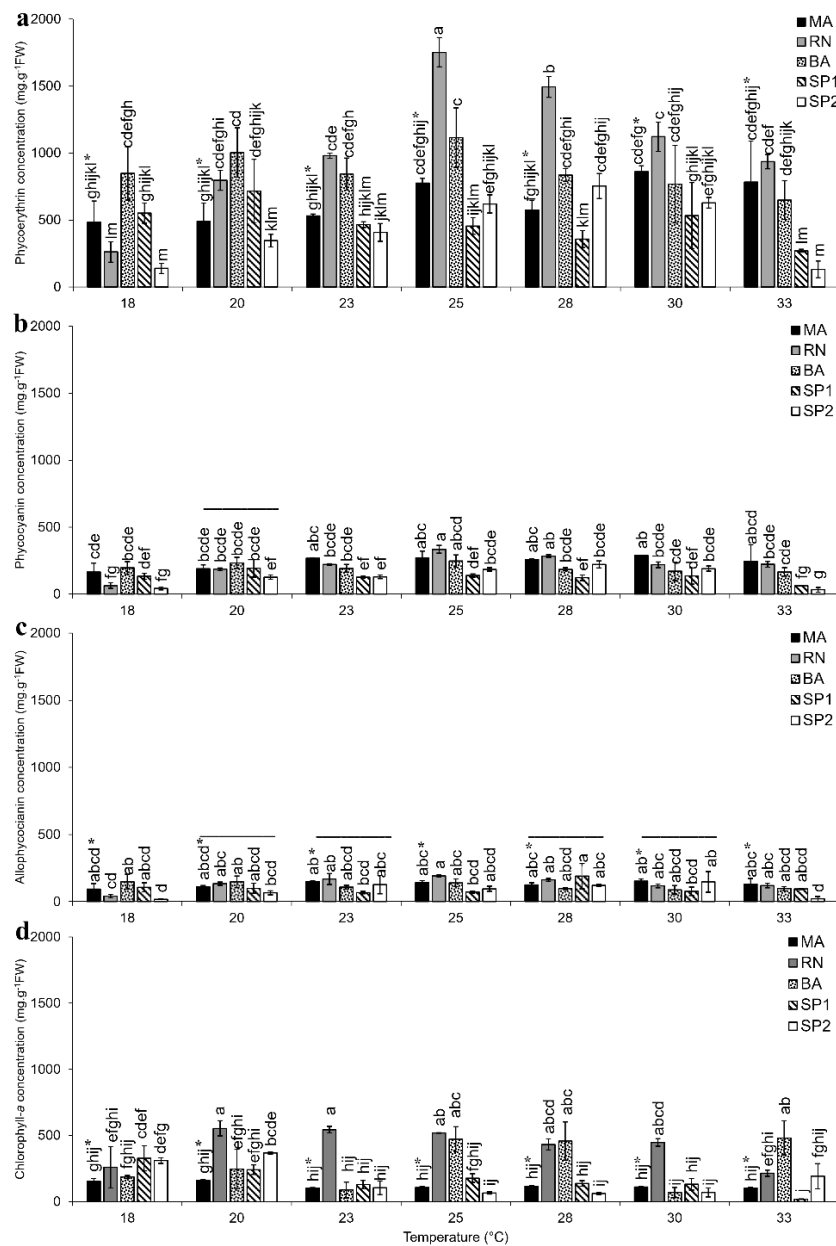 a
Phycoerythrin concentration (mg.g-1FW)
2000
1500
1000
500
0
MA
RN
BA
SP1
SP2
ghijkl* lm cdefgh ghijkl m
ghijkl* cdefghi cd defghijk klm
ghijkl* cde cdefgh hijklm ijklm
cdefghij* a c ijklm efghijkl
fghijkl* b cdefghi klm cdefghij
cdefg* c cdefghij ghijkl efghijkl
cdefghij* cdef defghijk lm m
18 20 23 25 28 30 33
b
Phycocyanin concentration (mg.g-1FW)
2000
1500
1000
500
0
MA
RN
BA
SP1
SP2
cde fg bcde def fg
bcde bcde bcde bcde ef
abc bcde bcde ef ef
abc a abcd def cde
abc ab bcde ef bcde
ab bcde cde def bcde
abcd bcde cde fg g
18 20 23 25 28 30 33
c
Allophycocianin concentration (mg.g-1FW)
2000
1500
1000
500
0
MA
RN
BA
SP1
SP2
abcd* cd ab abcd d
abcd* abc ab abcd bcd
ab* ab abcd bcd abc
abc* a abc bcd abcd
abc* ab abcd a abc
ab* abc abcd abcd ab
abc* abc abcd abcd d
18 20 23 25 28 30 33
d
Chlorophyll-a concentration (mg.g-1FW)
2000
1500
1000
500
0
MA
RN
BA
SP1
SP2
ghij* efghi fghij cdef defg
ghij* a efghi efghi bcde
hij* a hij hij hij
hij* ab abc fghij ij
hij* abcd abc hij ij
hij* abcd ij hij ij
hij* efghi ab j fghij
18 20 23 25 28 30 33
Temperature (°C)